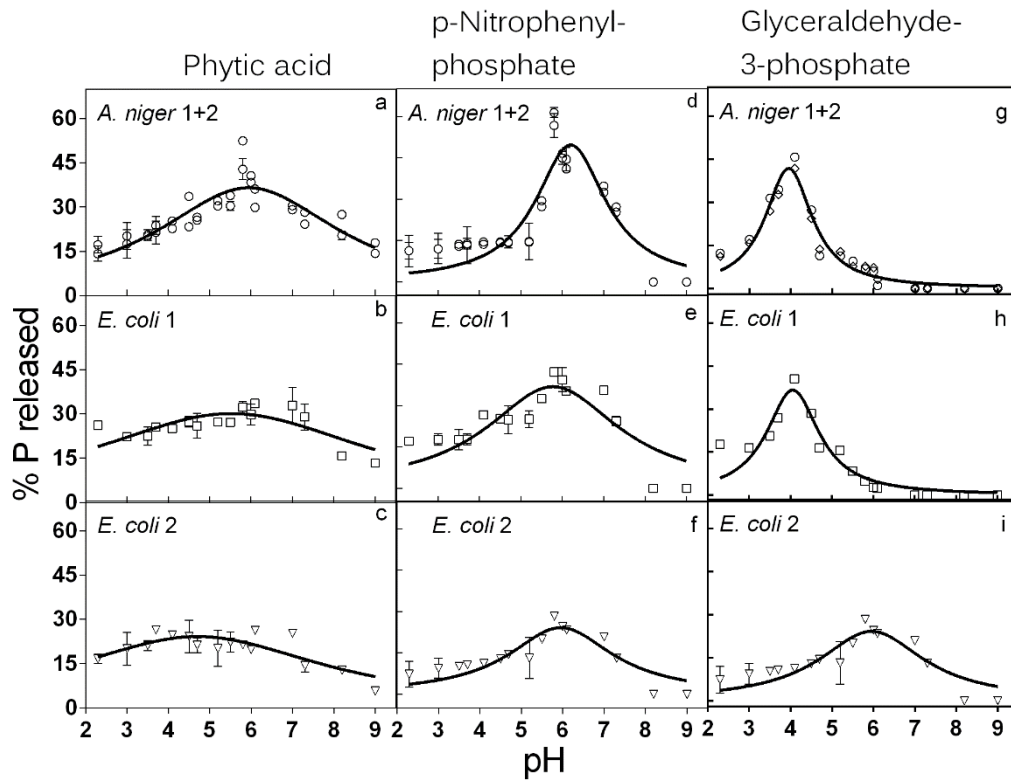 Phytic acid
p-Nitrophenyl-
phosphate
Glyceraldehyde-
3-phosphate
60
45
30
15
0
A. niger 1+2
a
A. niger 1+2
d
A. niger 1+2
g
60
45
30
15
0
E. coli 1
b
E. coli 1
e
E. coli 1
h
60
45
30
15
0
E. coli 2
c
E. coli 2
f
E. coli 2
i
% P released
2 3 4 5 6 7 8 9
2 3 4 5 6 7 8 9
2 3 4 5 6 7 8 9
pH
pH